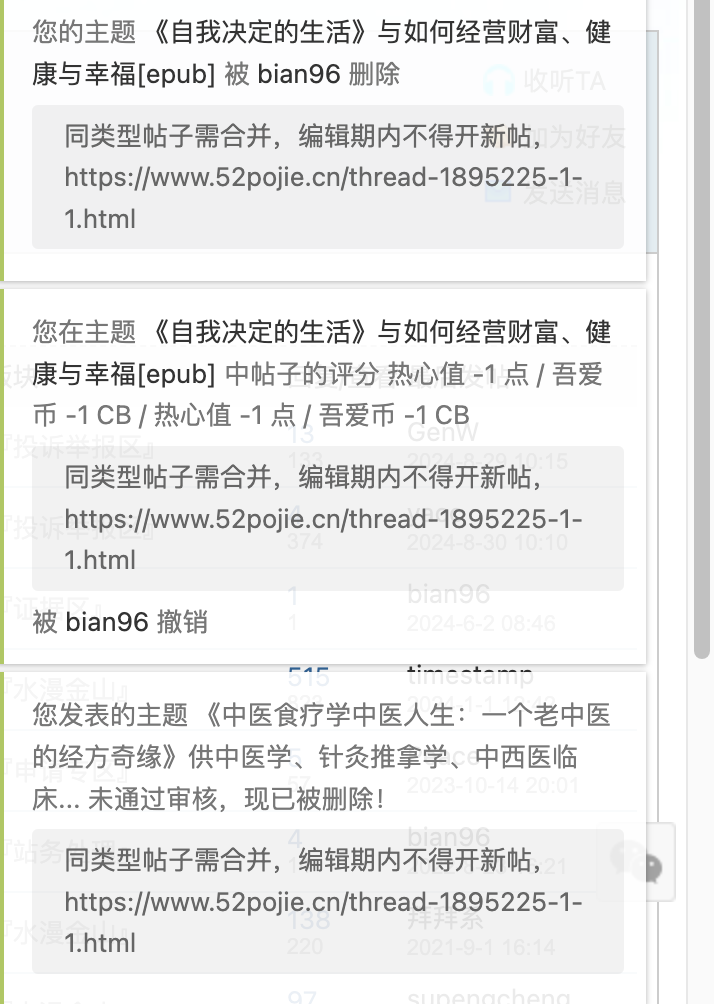 您的主题 《自我决定的生活》与如何经营财富、健
康与幸福[epub] 被 bian96 删除
收听TA
同类型帖子需合并，编辑期内不得开新帖，
加为好友
https://www.52pojie.cn/thread-1895225-1-
发送消息
1.html
您在主题 《自我决定的生活》与如何经营财富、健
康与幸福[epub] 中帖子的评分 热心值 -1 点 / 吾爱
币 -1 CB / 热心值 -1 点 / 吾爱币 -1 CB
13
GenW
『投诉举报区』
133
2024-8-29 10:15
同类型帖子需合并，编辑期内不得开新帖，
https://www.52pojie.cn/thread-1895225-1-
『投诉举报区』
374
2024-8-30 10:10
1.html
『证据区』
1
bian96
1
2024-6-2 08:46
被 bian96 撤销
515
timestamp
『水漫金山』
您发表的主题 《中医食疗学中医人生：一个老中医
的经方奇缘》供中医学、针灸推拿学、中西医临
『申请专区』
57
2023-10-14 20:01
床... 未通过审核，现已被删除！
4
bian96
『站务处理』
同类型帖子需合并，编辑期内不得开新帖，
https://www.52pojie.cn/thread-1895225-1-
『水漫金山』
138
拜拜系
220
2021-9-1 16:14
1.html
97
supengcheng